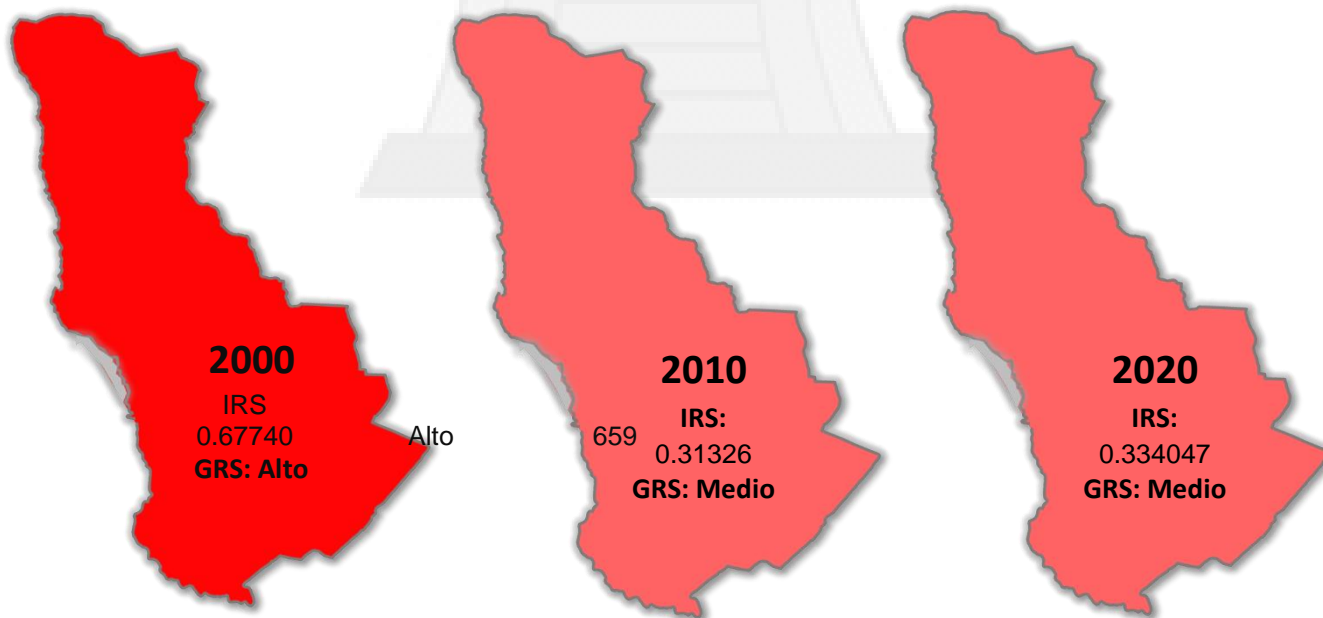 2000
IRS
0.67740
GRS: Alto
Alto
659
2010
IRS:
0.31326
GRS: Medio
2020
IRS:
0.334047
GRS: Medio